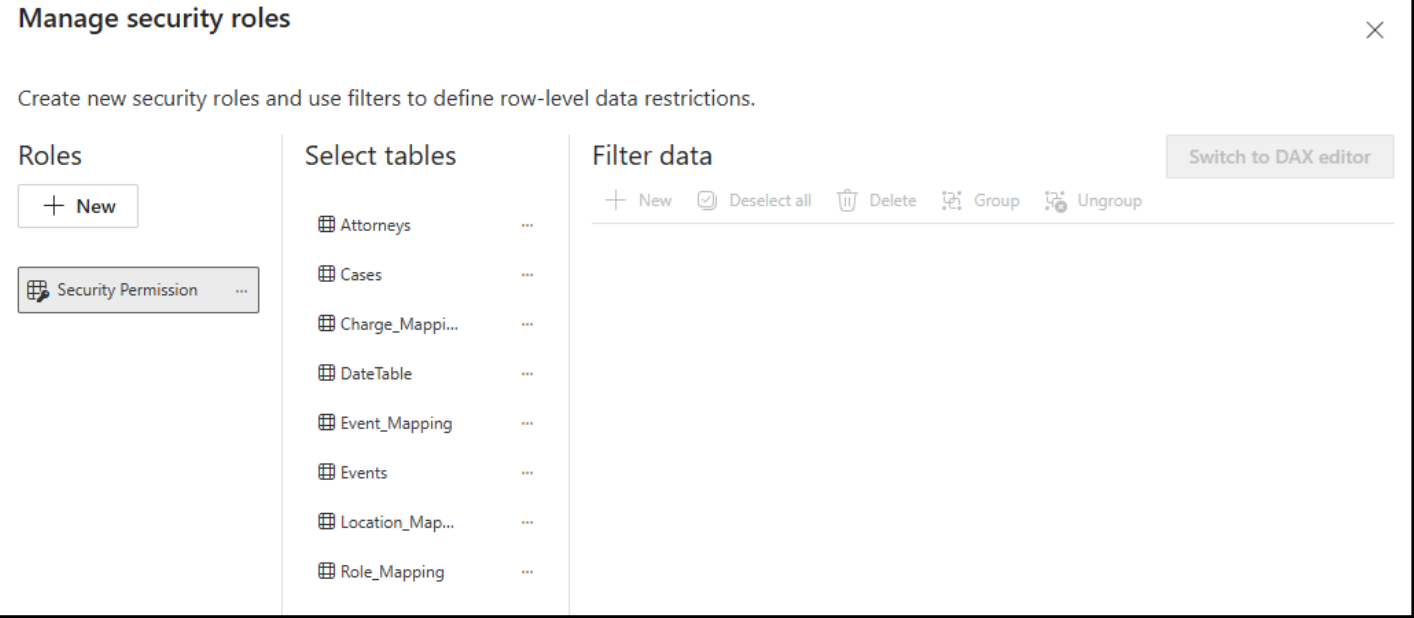 Manage security roles
Create new security roles and use filters to define row-level data restrictions.
Roles
New
Security Permission ...
Select tables
Attorneys ...
Cases ...
Charge_Mappi... ...
DateTable ...
Event_Mapping ...
Events ...
Location_Map... ...
Role_Mapping ...
Filter data
Switch to DAX editor
New Deselect all Delete Group Ungroup